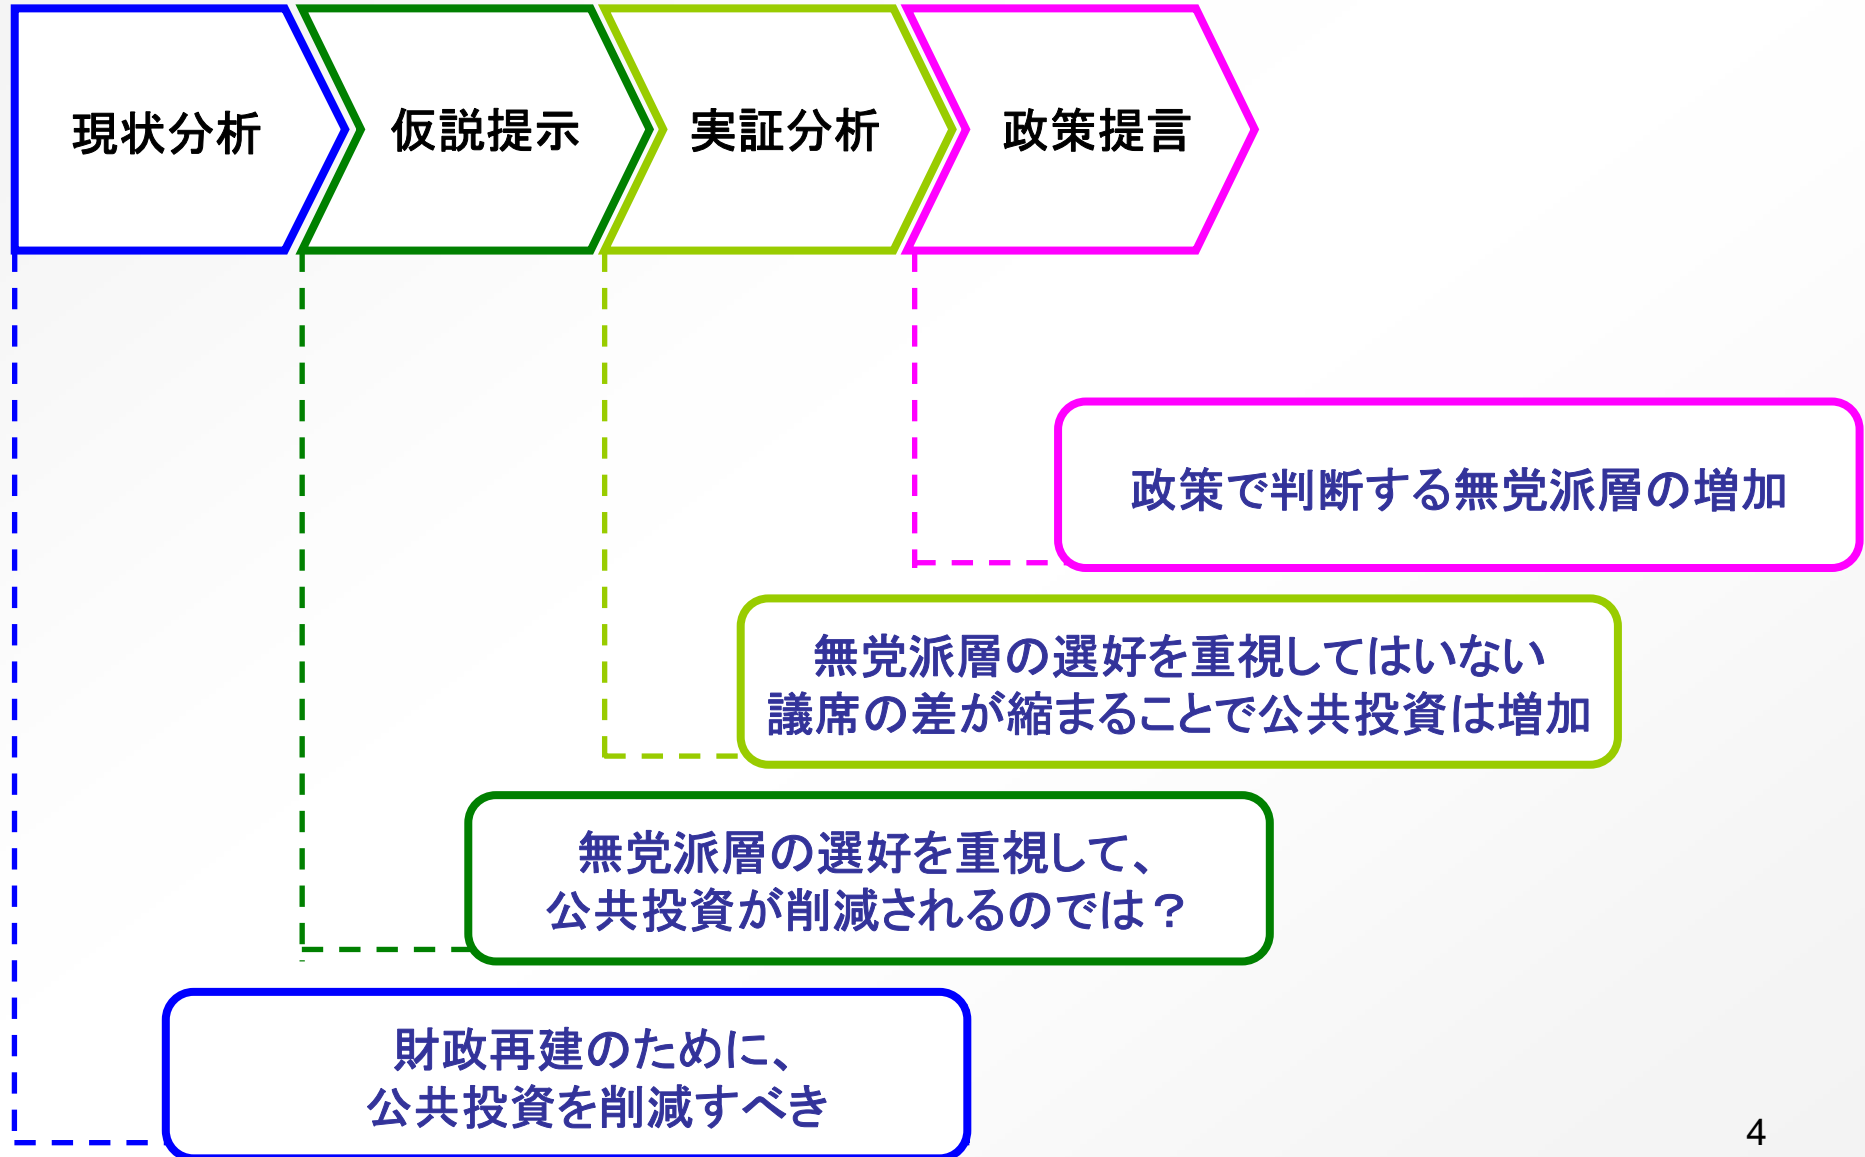 現状分析
仮説提示
実証分析
政策提言
政策で判断する無党派層の増加
無党派層の選好を重視してはいない
議席の差が縮まることで公共投資は増加
無党派層の選好を重視して、
公共投資が削減されるのでは？
財政再建のために、
公共投資を削減すべき
4